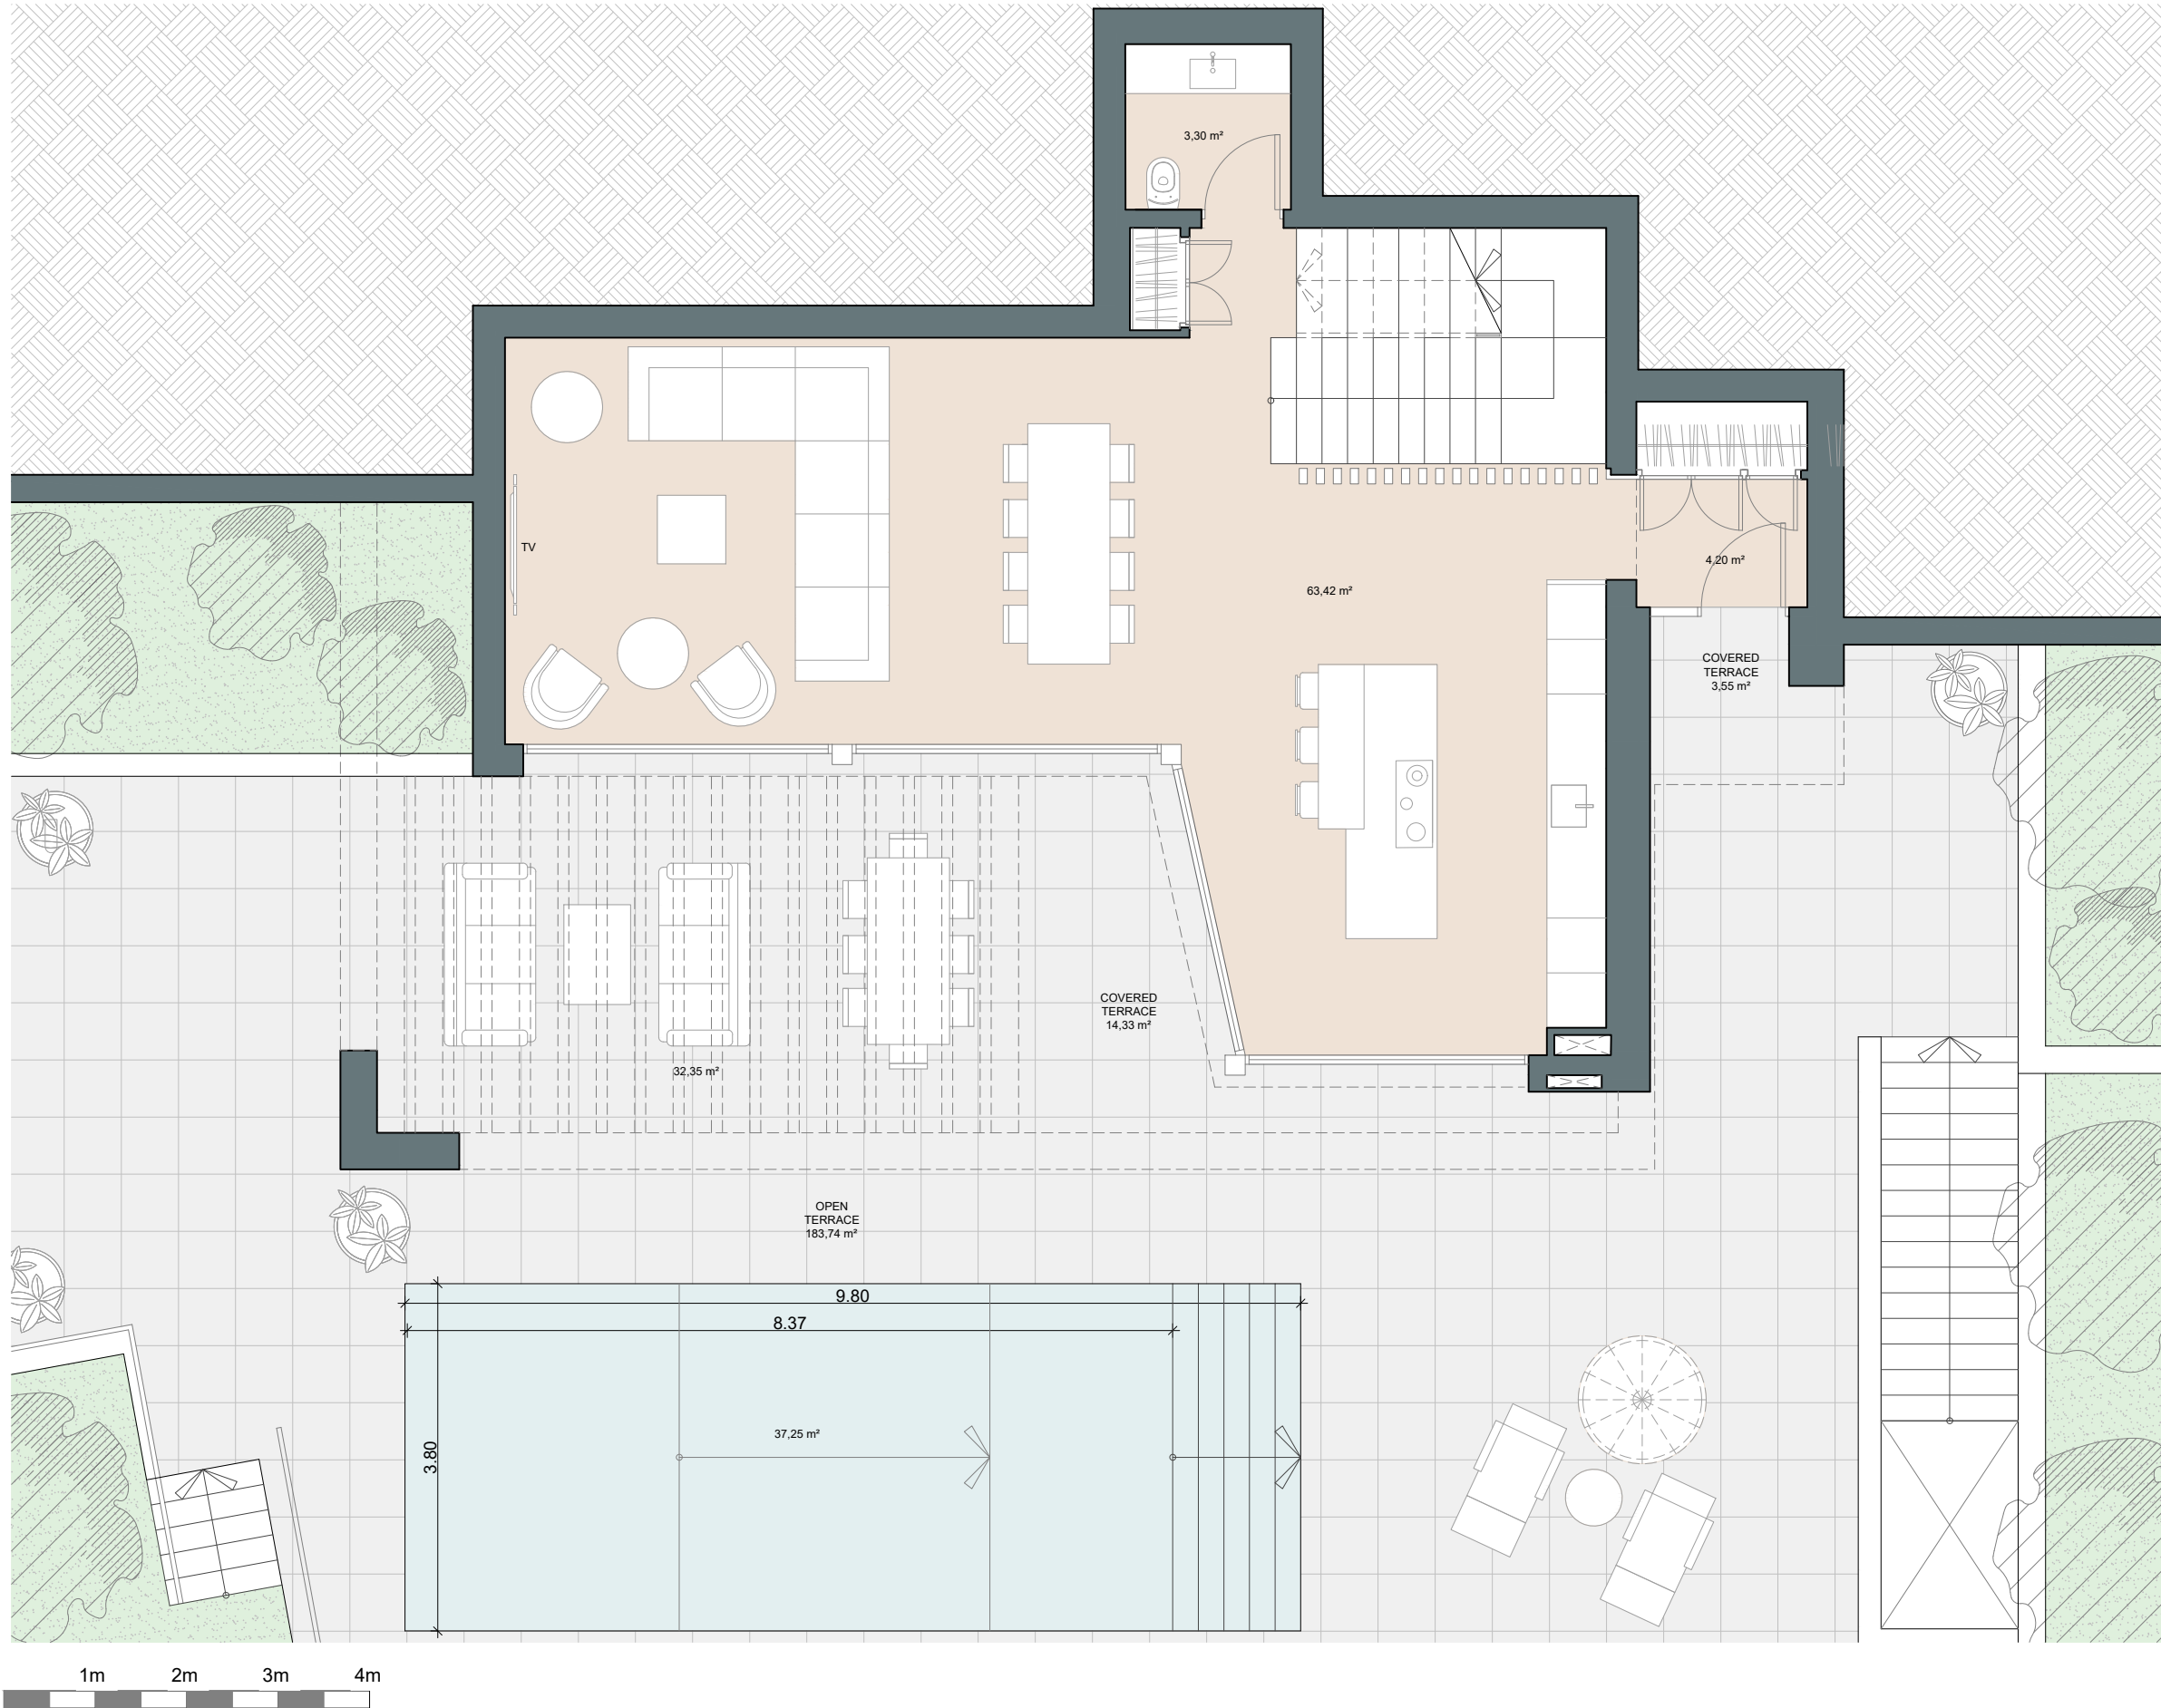 3,30 m²
TV
4,20 m²
63,42 m²
COVERED
TERRACE
3,55 m²
COVERED
TERRACE
14,33 m²
32,35 m²
OPEN
TERRACE
183,74 m²
9.80
8.37
37,25 m²
3.80
1m 2m 3m 4m